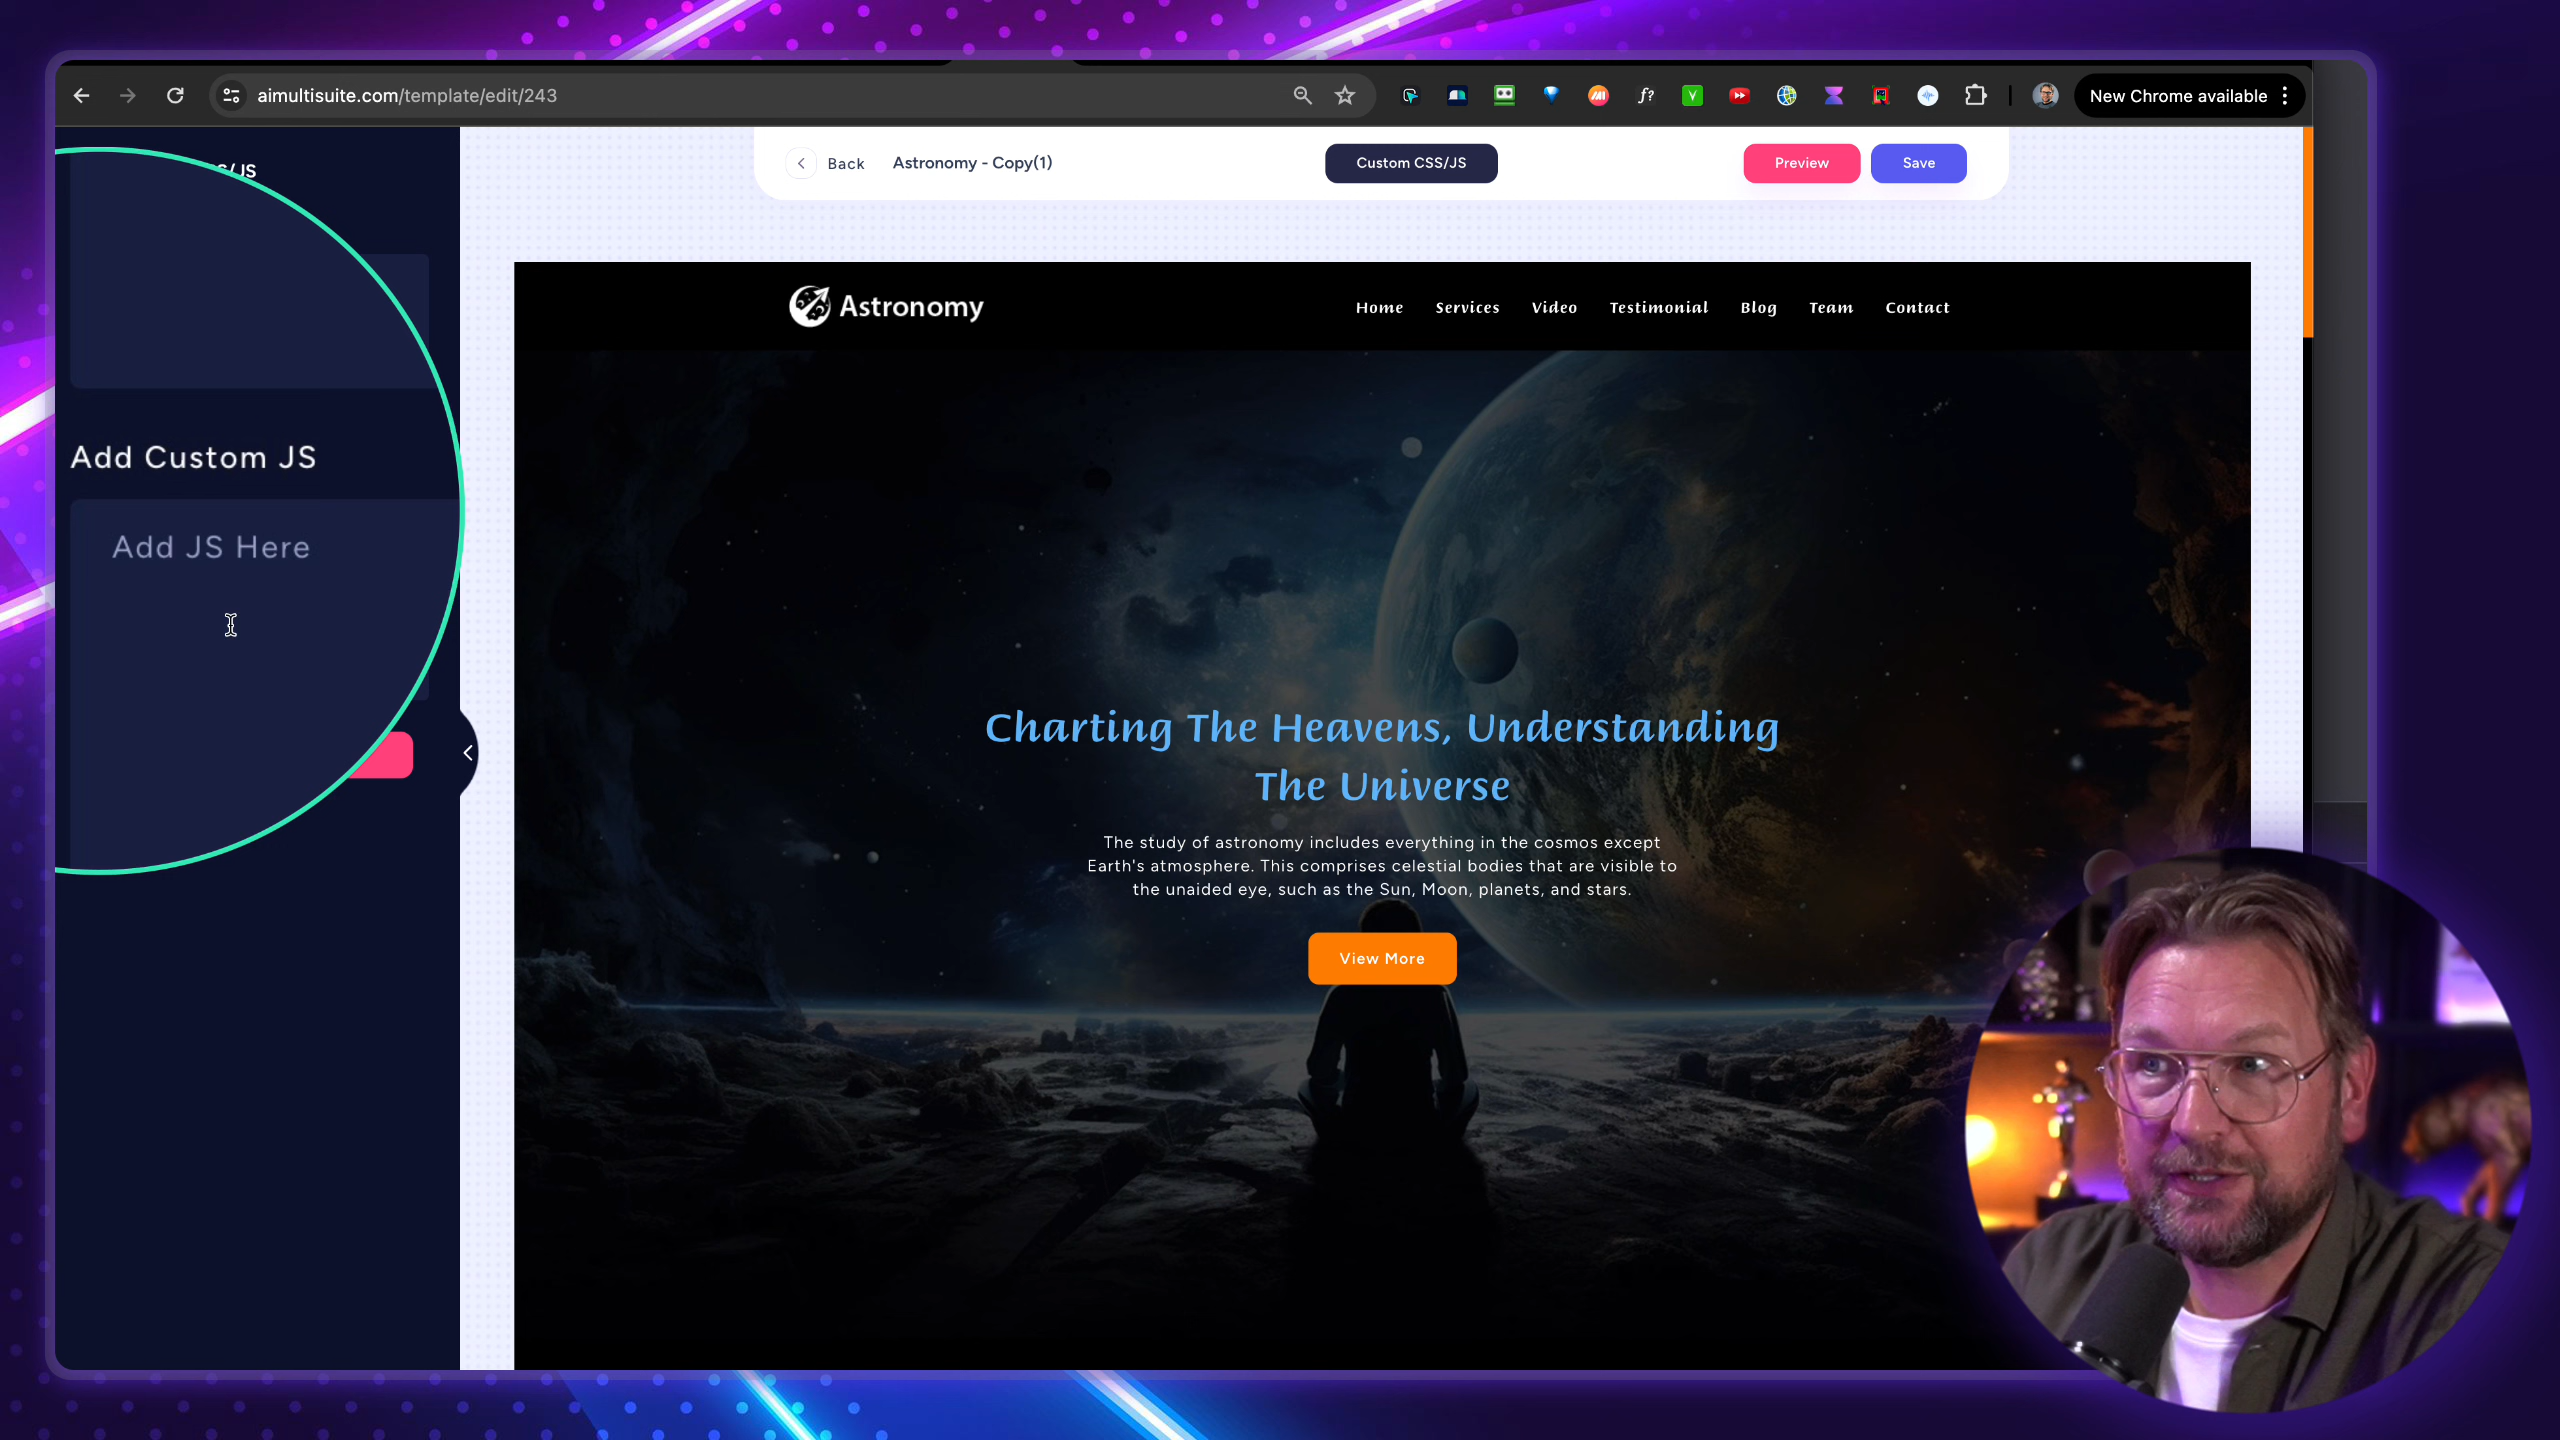 aimultisuite.com/template/edit/243
New Chrome available
Back
Astronomy - Copy(1)
Custom CSS/JS
Preview
Save
Add Custom JS
Add JS Here
Astronomy
Home
Services
Video
Testimonial
Blog
Team
Contact
Charting The Heavens, Understanding
The Universe
The study of astronomy includes everything in the cosmos except
Earth's atmosphere. This comprises celestial bodies that are visible to
the unaided eye, such as the Sun, Moon, planets, and stars.
View More